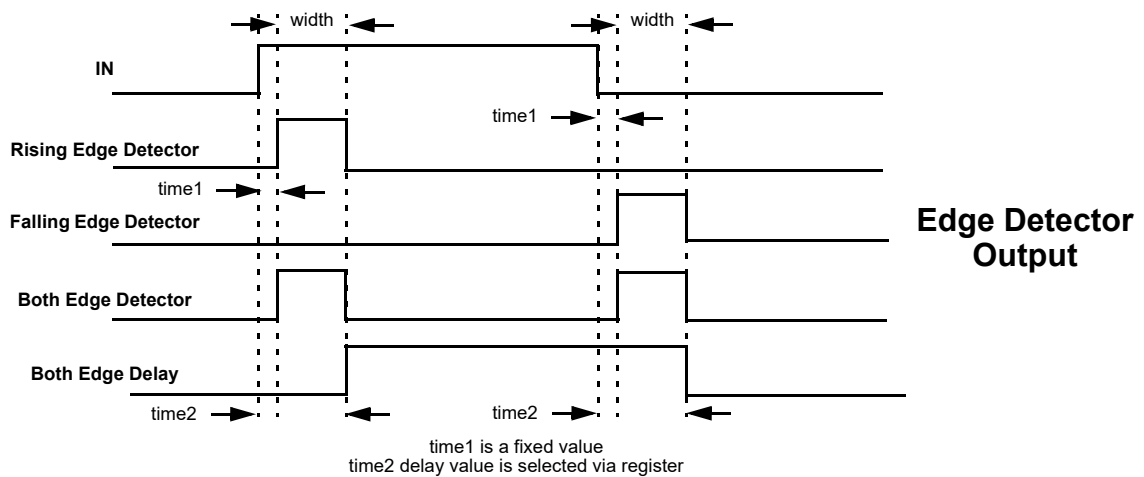 width
width
IN
time1
Rising Edge Detector
time1
Falling Edge Detector
Edge Detector
Output
Both Edge Detector
Both Edge Delay
time2
time2
time1 is a fixed value
time2 delay value is selected via register